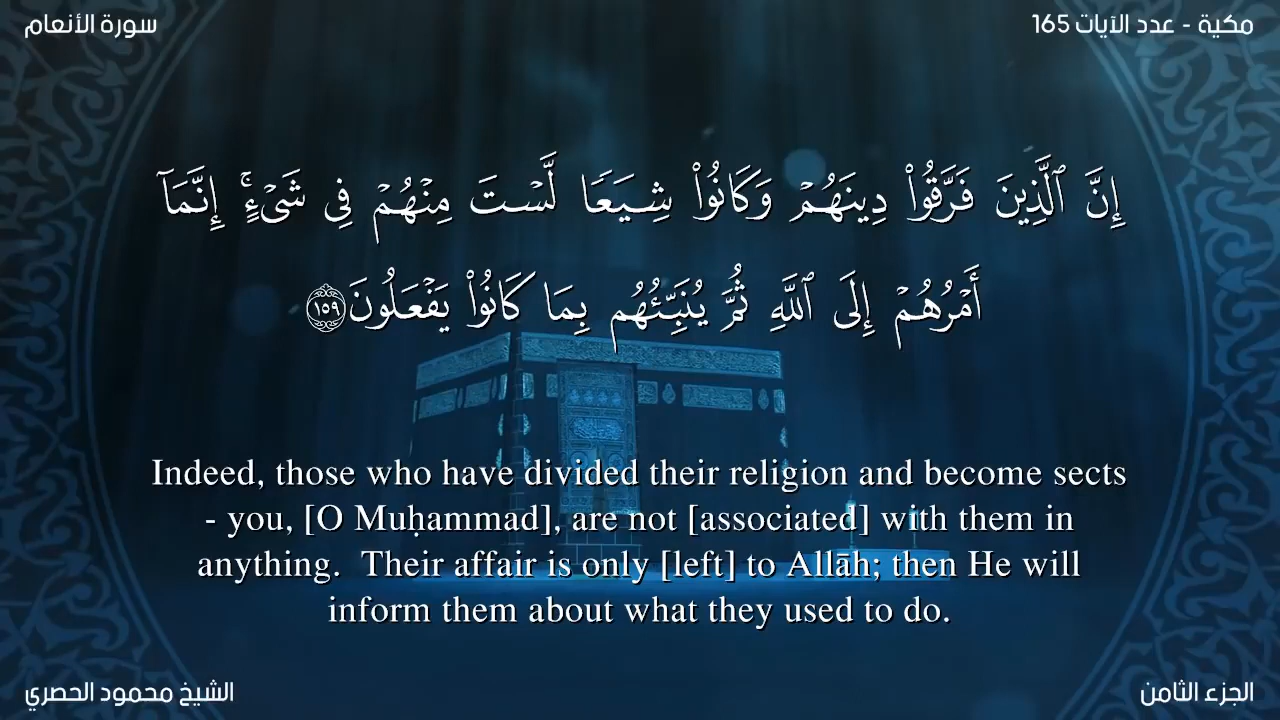 سورة الأنعام
مكية - عدد الآيات 165
إِنَّ ٱلَّذِينَ فَرَّقُوا۟ دِينَهُمْ وَكَانُوا۟ شِيَعًۭا لَّسْتَ مِنْهُمْ فِى شَىْءٍ ۚ إِنَّمَآ
أَمْرُهُمْ إِلَى ٱللَّهِ ثُمَّ يُنَبِّئُهُم بِمَا كَانُوا۟ يَفْعَلُونَ ١٥٩
Indeed, those who have divided their religion and become sects
- you, [O Muḥammad], are not [associated] with them in
anything.  Their affair is only [left] to Allāh; then He will
inform them about what they used to do.
الشيخ محمود الحصري
الجزء الثامن